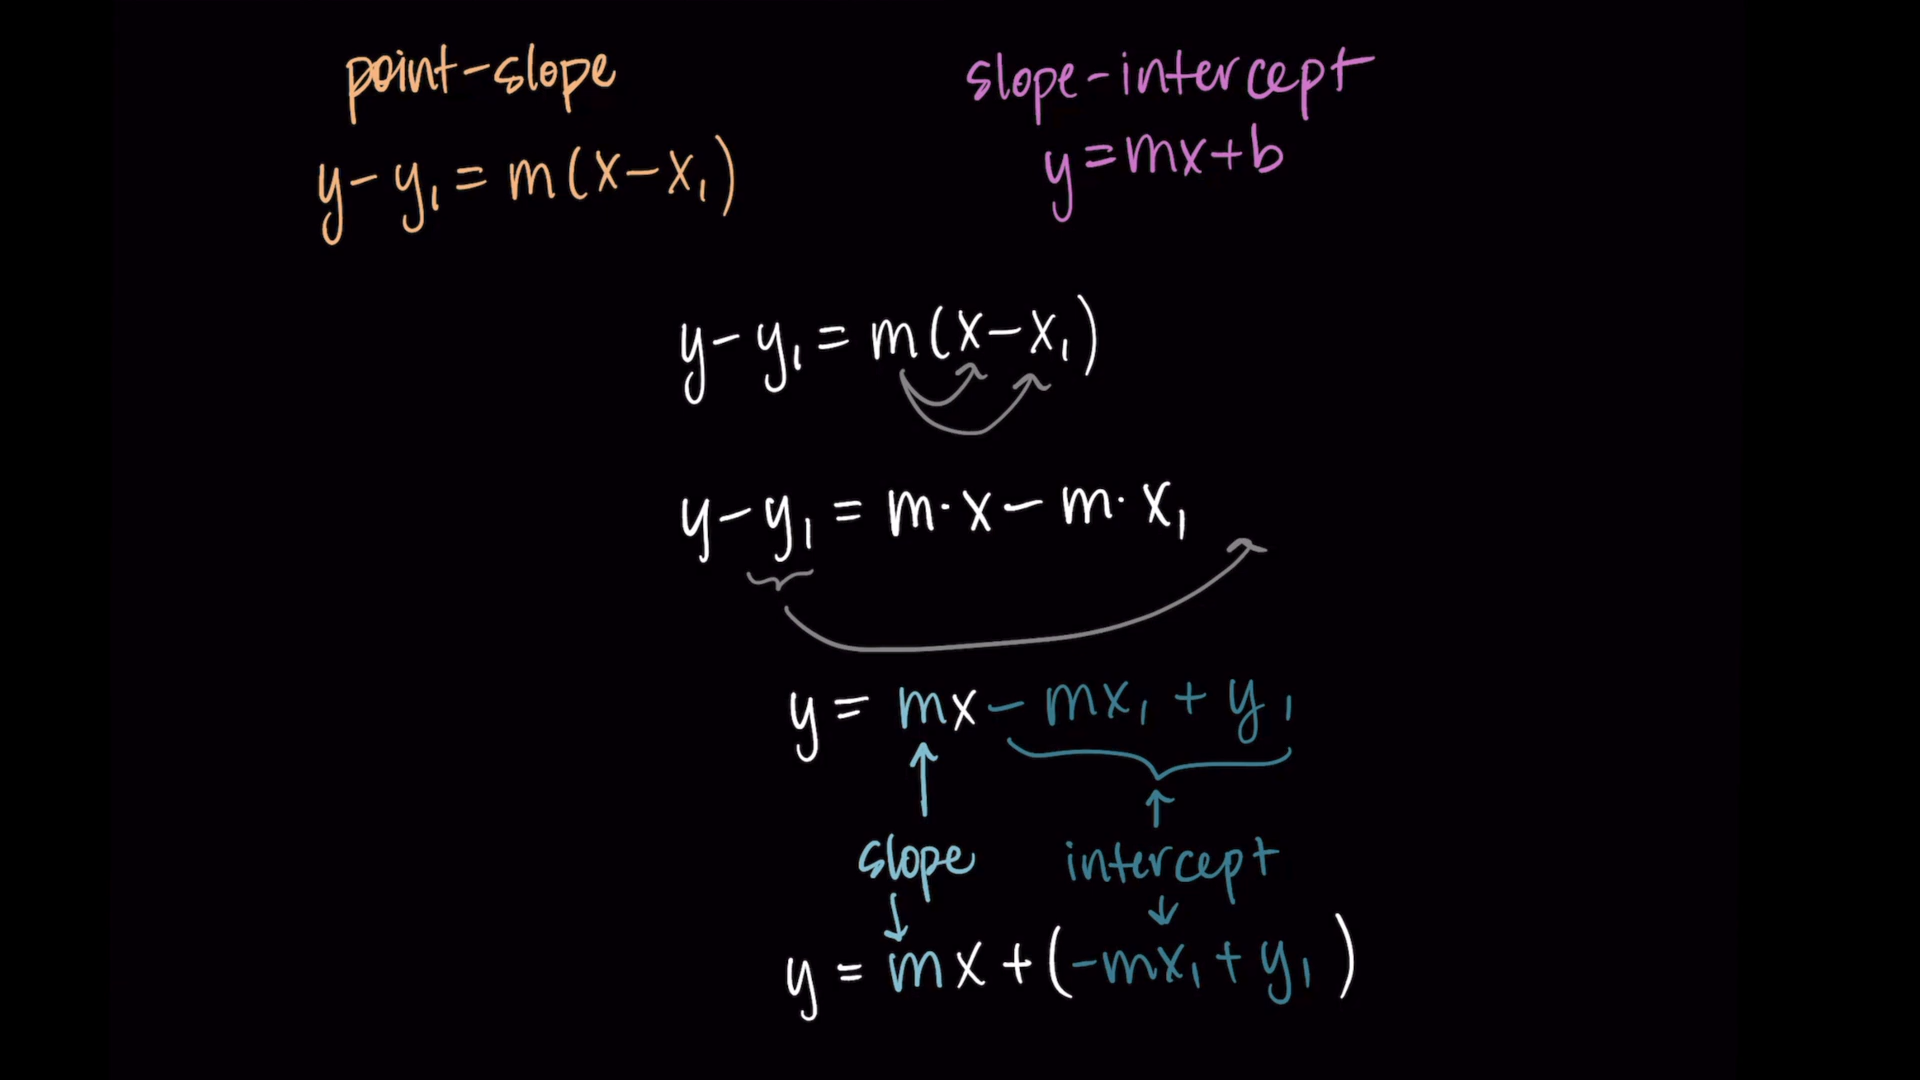 point-slope
y-y₁=m(x-x₁)
slope-intercept
y=mx+b
y-y₁=m(x-x₁)
y-y₁=m·x-m·x₁
y=mx-mx₁+y₁
slope
intercept
y=mx+(-mx₁+y₁)